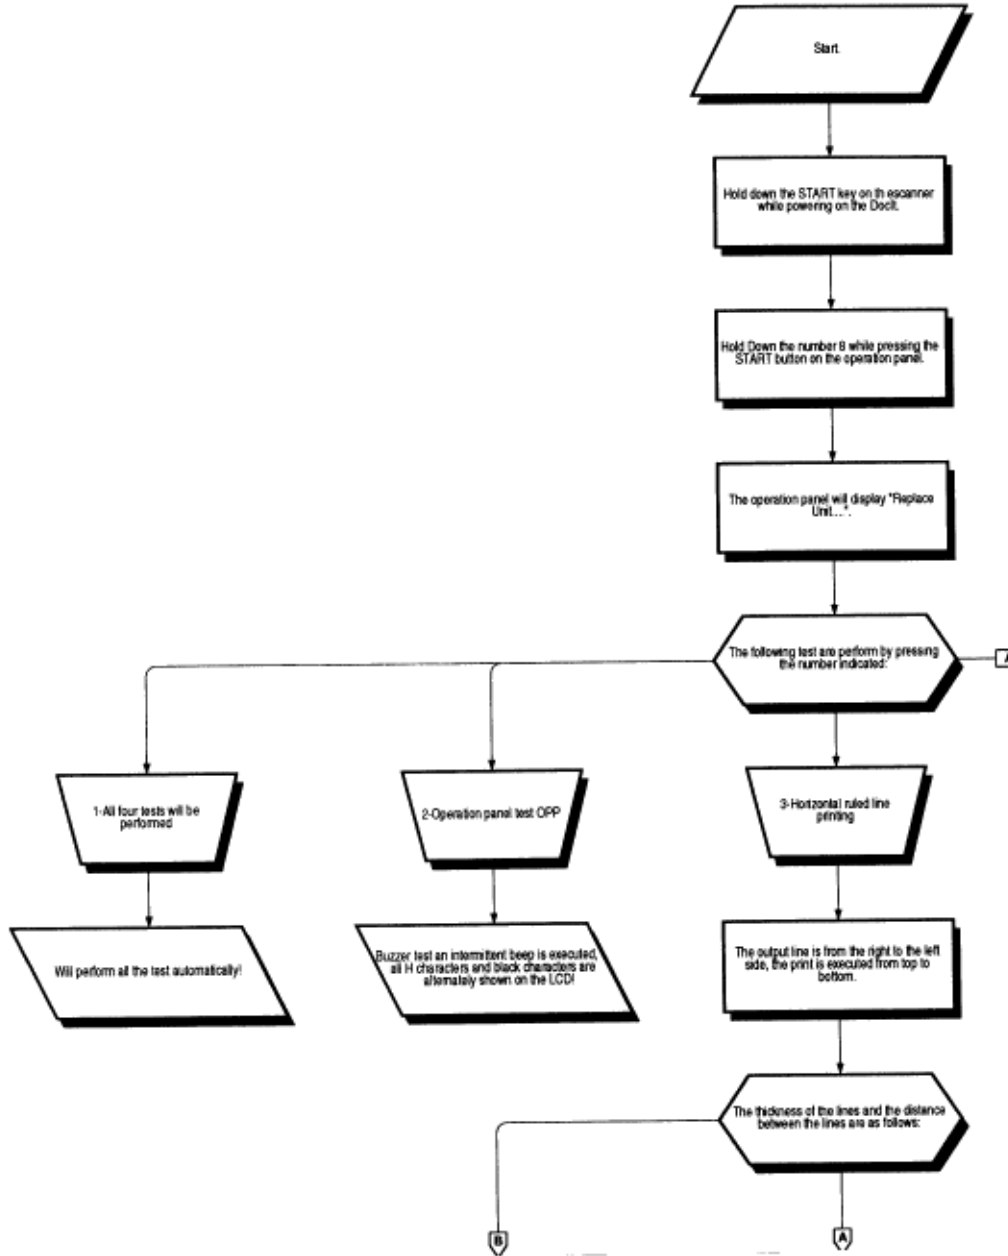 Start.
Hold down the START key on th escanner
while powering on the DocIt.
Hold Down the number 8 while pressing the
START button on the operation panel.
The operation panel will display "Replace
Unit...".
The following test are perform by pressing
the number indicated:
1-All four tests will be
performed
2-Operation panel test OPP
3-Horizontal ruled line
printing
Will perform all the test automatically!
Buzzer test an intermittent beep is executed,
all H characters and black characters are
alternately shown on the LCD!
The output line is from the right to the left
side, the print is executed from top to
bottom.
The thickness of the lines and the distance
between the lines are as follows:
B
A